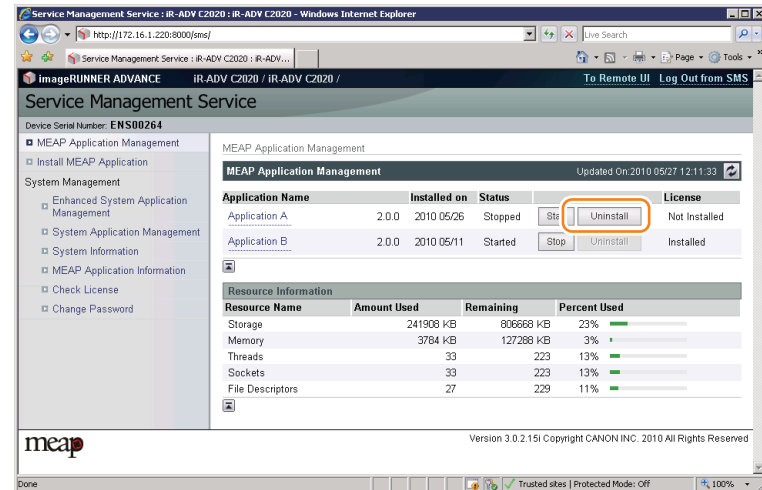 Service Management Service : iR-ADV C2020 : iR-ADV C2020 - Windows Internet Explorer
http://172.16.1.220:8000/sms/
Live Search
Service Management Service : iR-ADV C2020 : iR-ADV...
Page Tools
imageRUNNER ADVANCE iR-ADV C2020 / iR-ADV C2020 / To Remote UI Log Out from SMS
Service Management Service
Device Serial Number: ENS00264
MEAP Application Management
Install MEAP Application
System Management
Enhanced System Application
Management
System Application Management
System Information
MEAP Application Information
Check License
Change Password
MEAP Application Management
MEAP Application Management Updated On:2010 05/27 12:11:33
Application Name Installed on Status License
Application A 2.0.0 2010 05/26 Stopped Sta Uninstall Not Installed
Application B 2.0.0 2010 05/11 Started Stop Uninstall Installed
Resource Information
Resource Name Amount Used Remaining Percent Used
Storage 241908 KB 806668 KB 23%
Memory 3784 KB 127288 KB 3%
Threads 33 223 13%
Sockets 33 223 13%
File Descriptors 27 229 11%
meap
Version 3.0.2.15i Copyright CANON INC. 2010 All Rights Reserved
Done Trusted sites | Protected Mode: Off 100%